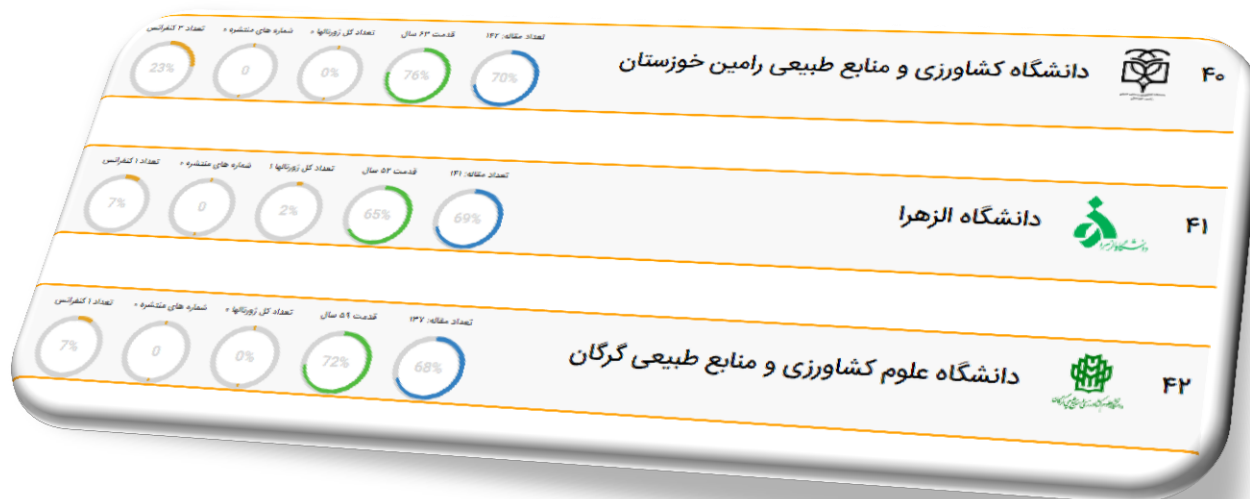 ۴۰
دانشگاه کشاورزی و منابع طبیعی رامین خوزستان
تعداد مقاله: ۱۴۲
70%
قدمت ۶۳ سال
76%
تعداد کل ژورنالها ۰
0%
شماره های منتشره ۰
0
تعداد ۳ کنفرانس
23%
۴۱
دانشگاه الزهرا
تعداد مقاله: ۱۴۱
69%
قدمت ۵۲ سال
65%
تعداد کل ژورنالها ۱
2%
شماره های منتشره ۰
0
تعداد ۱ کنفرانس
7%
۴۲
دانشگاه علوم کشاورزی و منابع طبیعی گرگان
تعداد مقاله: ۱۳۷
68%
قدمت ۵۹ سال
72%
تعداد کل ژورنالها ۰
0%
شماره های منتشره ۰
0
تعداد ۱ کنفرانس
7%